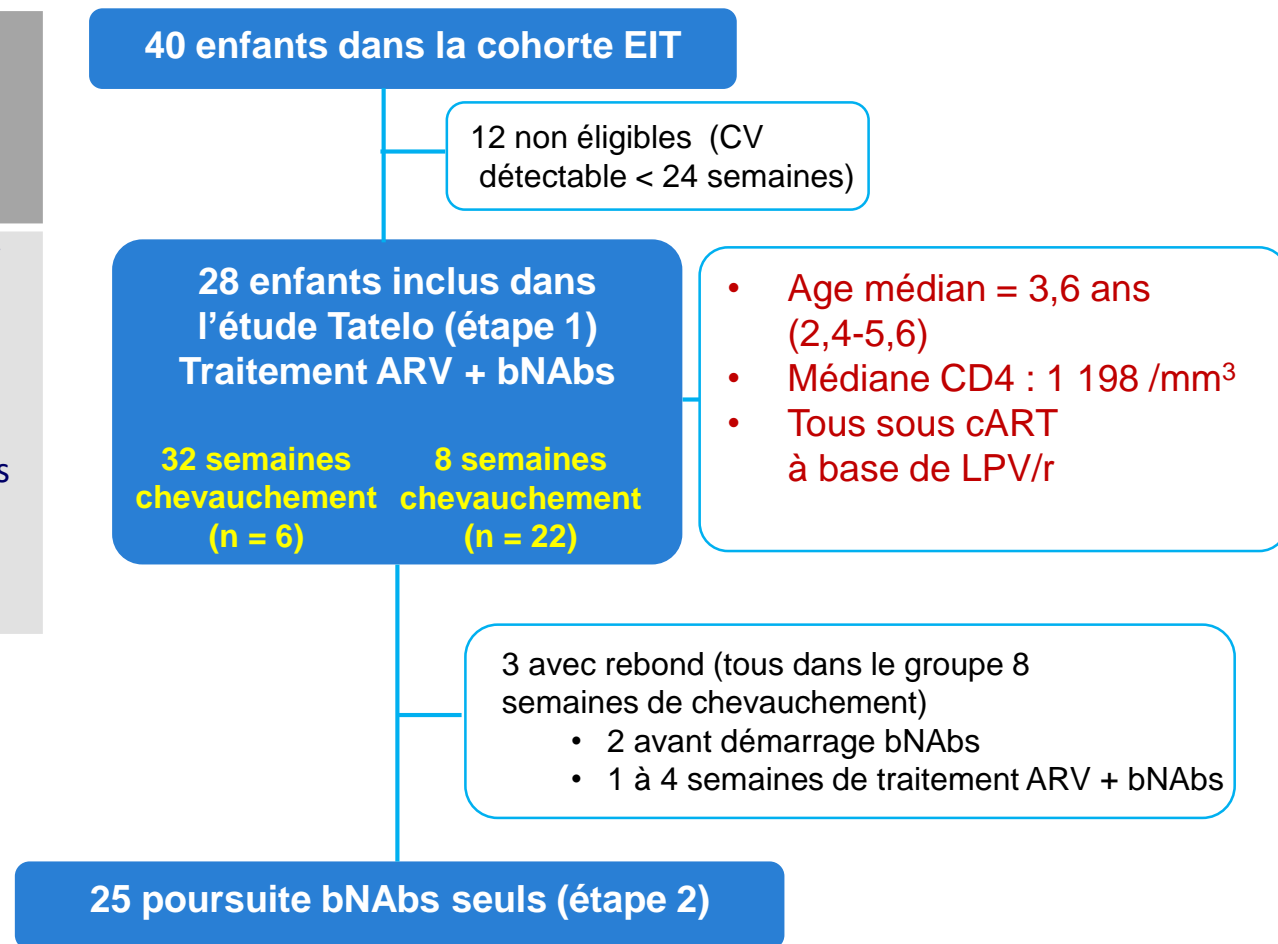 40 enfants dans la cohorte EIT
12 non éligibles (CV
détectable < 24 semaines)
28 enfants inclus dans
l’étude Tatelo (étape 1)
Traitement ARV + bNAbs
32 semaines
chevauchement
(n = 6)
8 semaines
chevauchement
(n = 22)
• Age médian = 3,6 ans
(2,4-5,6)
• Médiane CD4 : 1 198 /mm³
• Tous sous cART
à base de LPV/r
s
3 avec rebond (tous dans le groupe 8
semaines de chevauchement)
• 2 avant démarrage bNAbs
• 1 à 4 semaines de traitement ARV + bNAbs
25 poursuite bNAbs seuls (étape 2)